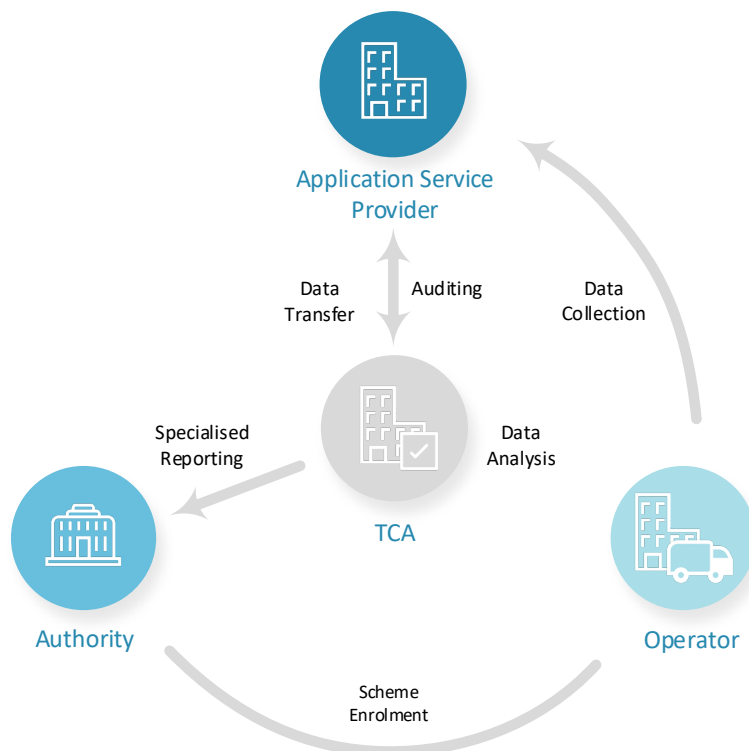 Application Service
Provider
Data
Transfer
Auditing
Data
Collection
Specialised
Reporting
Data
Analysis
TCA
Authority
Operator
Scheme
Enrolment